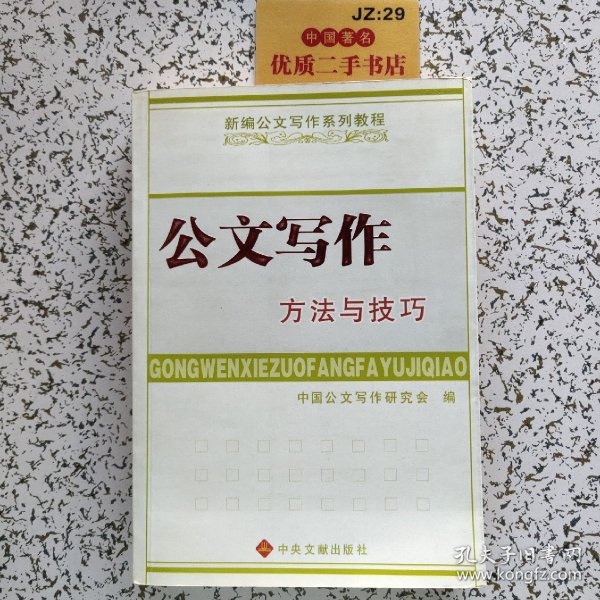 JZ:29
中国著名
优质二手书店
新编公文写作系列教程
公文写作
方法与技巧
GONGWENXIEZUOFANGFAYUJIQIAO
中国公文写作研究会 编
中央文献出版社
孔夫子旧书网
www.kongfz.com